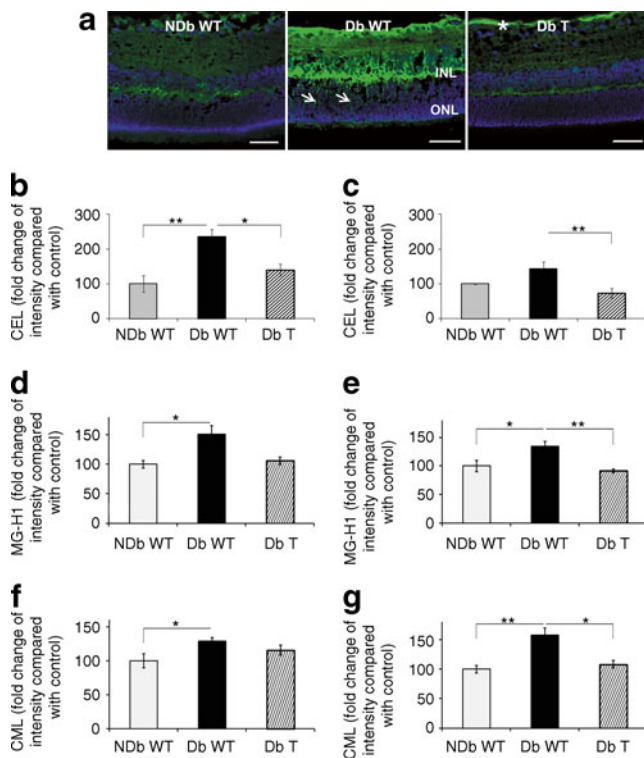 a
NDb WT
Db WT
*
Db T
INL
ONL
b
CEL (fold change of
intensity compared
with control)
300
200
100
0
**
*
NDb WT
Db WT
Db T
c
CEL (fold change of
intensity compared
with control)
300
200
100
0
**
NDb WT
Db WT
Db T
d
MG-H1 (fold change of
intensity compared
with control)
150
100
50
0
*
NDb WT
Db WT
Db T
e
MG-H1 (fold change of
intensity compared
with control)
150
100
50
0
*
**
NDb WT
Db WT
Db T
f
CML (fold change of
intensity compared
with control)
150
100
50
0
*
NDb WT
Db WT
Db T
g
CML (fold change of
intensity compared
with control)
150
100
50
0
**
*
NDb WT
Db WT
Db T